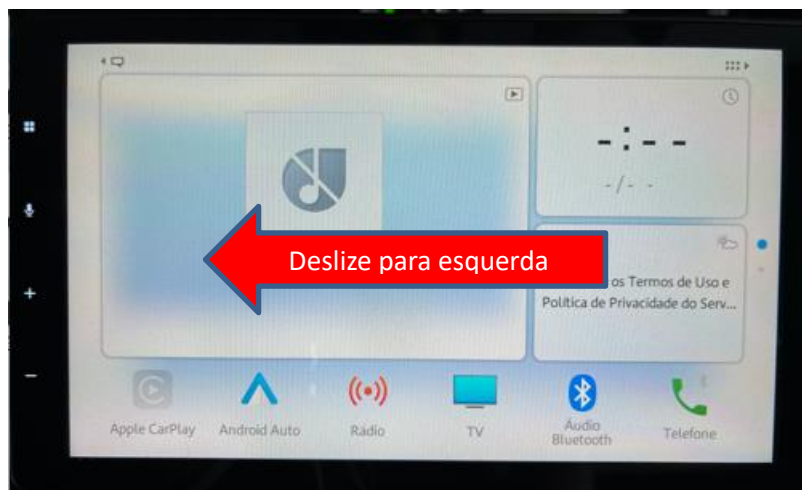 -:--
-/--
Deslize para esquerda
os Termos de Uso e
Política de Privacidade do Serv...
Apple CarPlay
Android Auto
Rádio
TV
Áudio
Bluetooth
Telefone